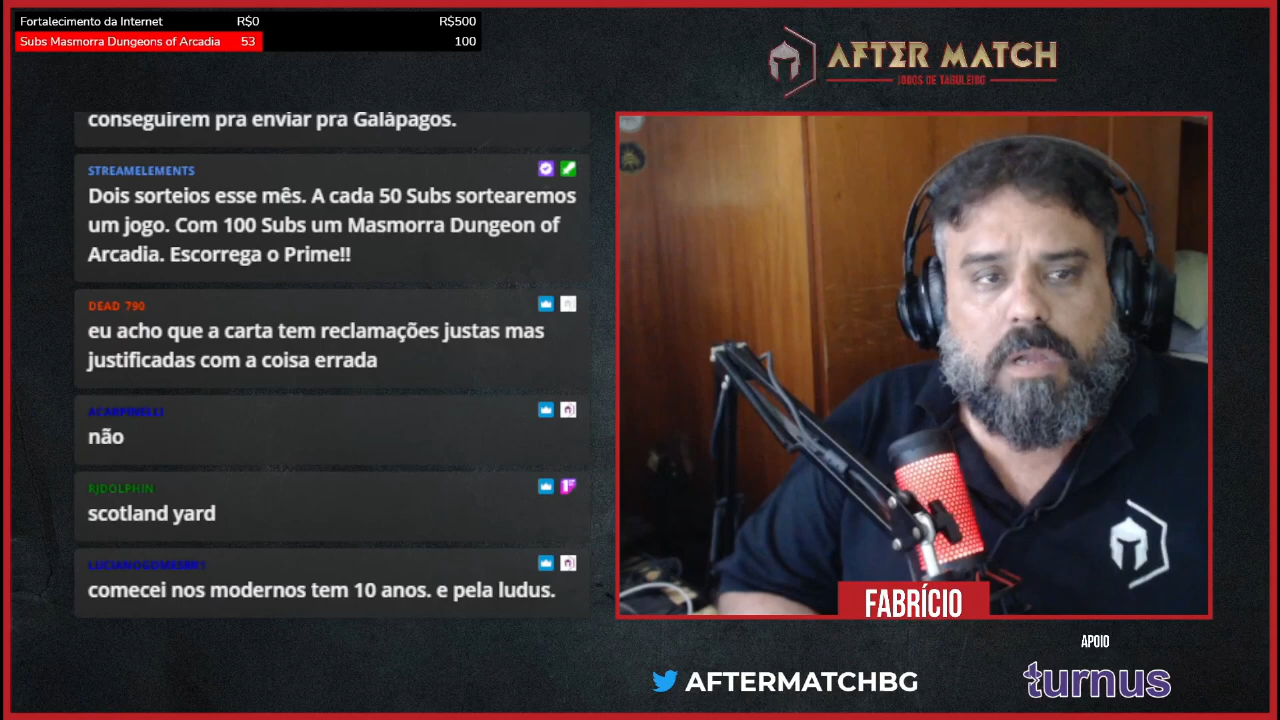 Fortalecimento da Internet R$0 R$500
Subs Masmorra Dungeons of Arcadia 53 100
AFTER MATCH
JOGOS DE TABULEIRO
conseguirem pra enviar pra Galápagos.
STREAMELEMENTS
Dois sorteios esse mês. A cada 50 Subs sortearemos
um jogo. Com 100 Subs um Masmorra Dungeon of
Arcadia. Escorrega o Prime!!
DEAD 790
eu acho que a carta tem reclamações justas mas
justificadas com a coisa errada
ACARPINELLI
não
RJDOLPHIN
scotland yard
LUCIANOGOMESBR1
comecei nos modernos tem 10 anos. e pela ludus.
FABRÍCIO
APOIO
AFTERMATCHBG
turnus